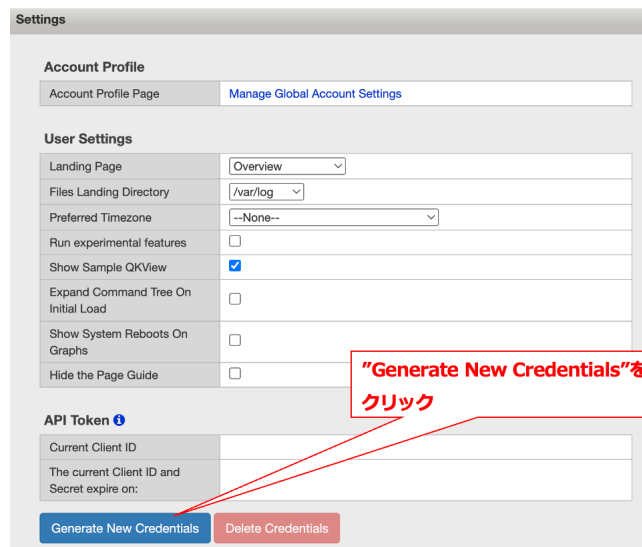 Settings
Account Profile
Account Profile Page
Manage Global Account Settings
User Settings
Landing Page
Overview
Files Landing Directory
/var/log
Preferred Timezone
--None--
Run experimental features
Show Sample QKView
Expand Command Tree On
Initial Load
Show System Reboots On
Graphs
Hide the Page Guide
”Generate New Credentials”を
クリック
API Token
Current Client ID
The current Client ID and
Secret expire on:
Generate New Credentials
Delete Credentials